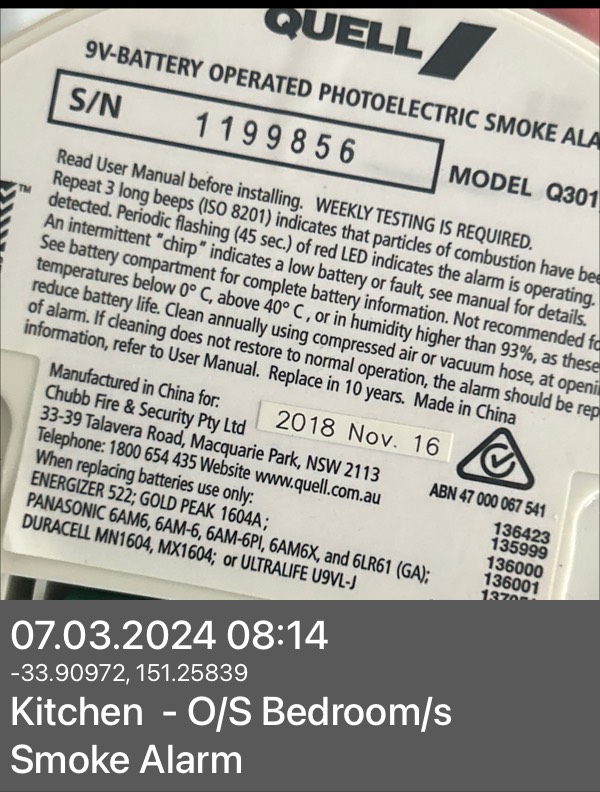 QUELL
9V-BATTERY OPERATED PHOTOELECTRIC SMOKE
S/N 1199856
MODEL Q301
TM
Read User Manual before installing. WEEKLY TESTING IS REQUIRED.
Repeat 3 long beeps (ISO 8201) indicates that particles of combustion have
detected. Periodic flashing (45 sec.) of red LED indicates the alarm is operating.
An intermittent "chirp" indicates a low battery or fault, see manual for details.
See battery compartment for complete battery information. Not recommended
temperatures below 0° C, above 40° C, or in humidity higher than 93%, as these
reduce battery life. Clean annually using compressed air or vacuum hose, at
of alarm. If cleaning does not restore to normal operation, the alarm should be
information, refer to User Manual. Replace in 10 years. Made in China
Manufactured in China for:
Chubb Fire & Security Pty Ltd
2018 Nov. 16
33-39 Talavera Road, Macquarie Park, NSW 2113
Telephone: 1800 654 435 Website www.quell.com.au
When replacing batteries use only:
ENERGIZER 522; GOLD PEAK 1604A;
PANASONIC 6AM6, 6AM-6, 6AM-6PI, 6AM6X, and 6LR61 (GA);
DURACELL MN1604, MX1604; or ULTRALIFE U9VL-J
ABN 47 000 067 541
136423
135999
136000
136001
07.03.2024 08:14
-33.90972, 151.25839
Kitchen - O/S Bedroom/s
Smoke Alarm